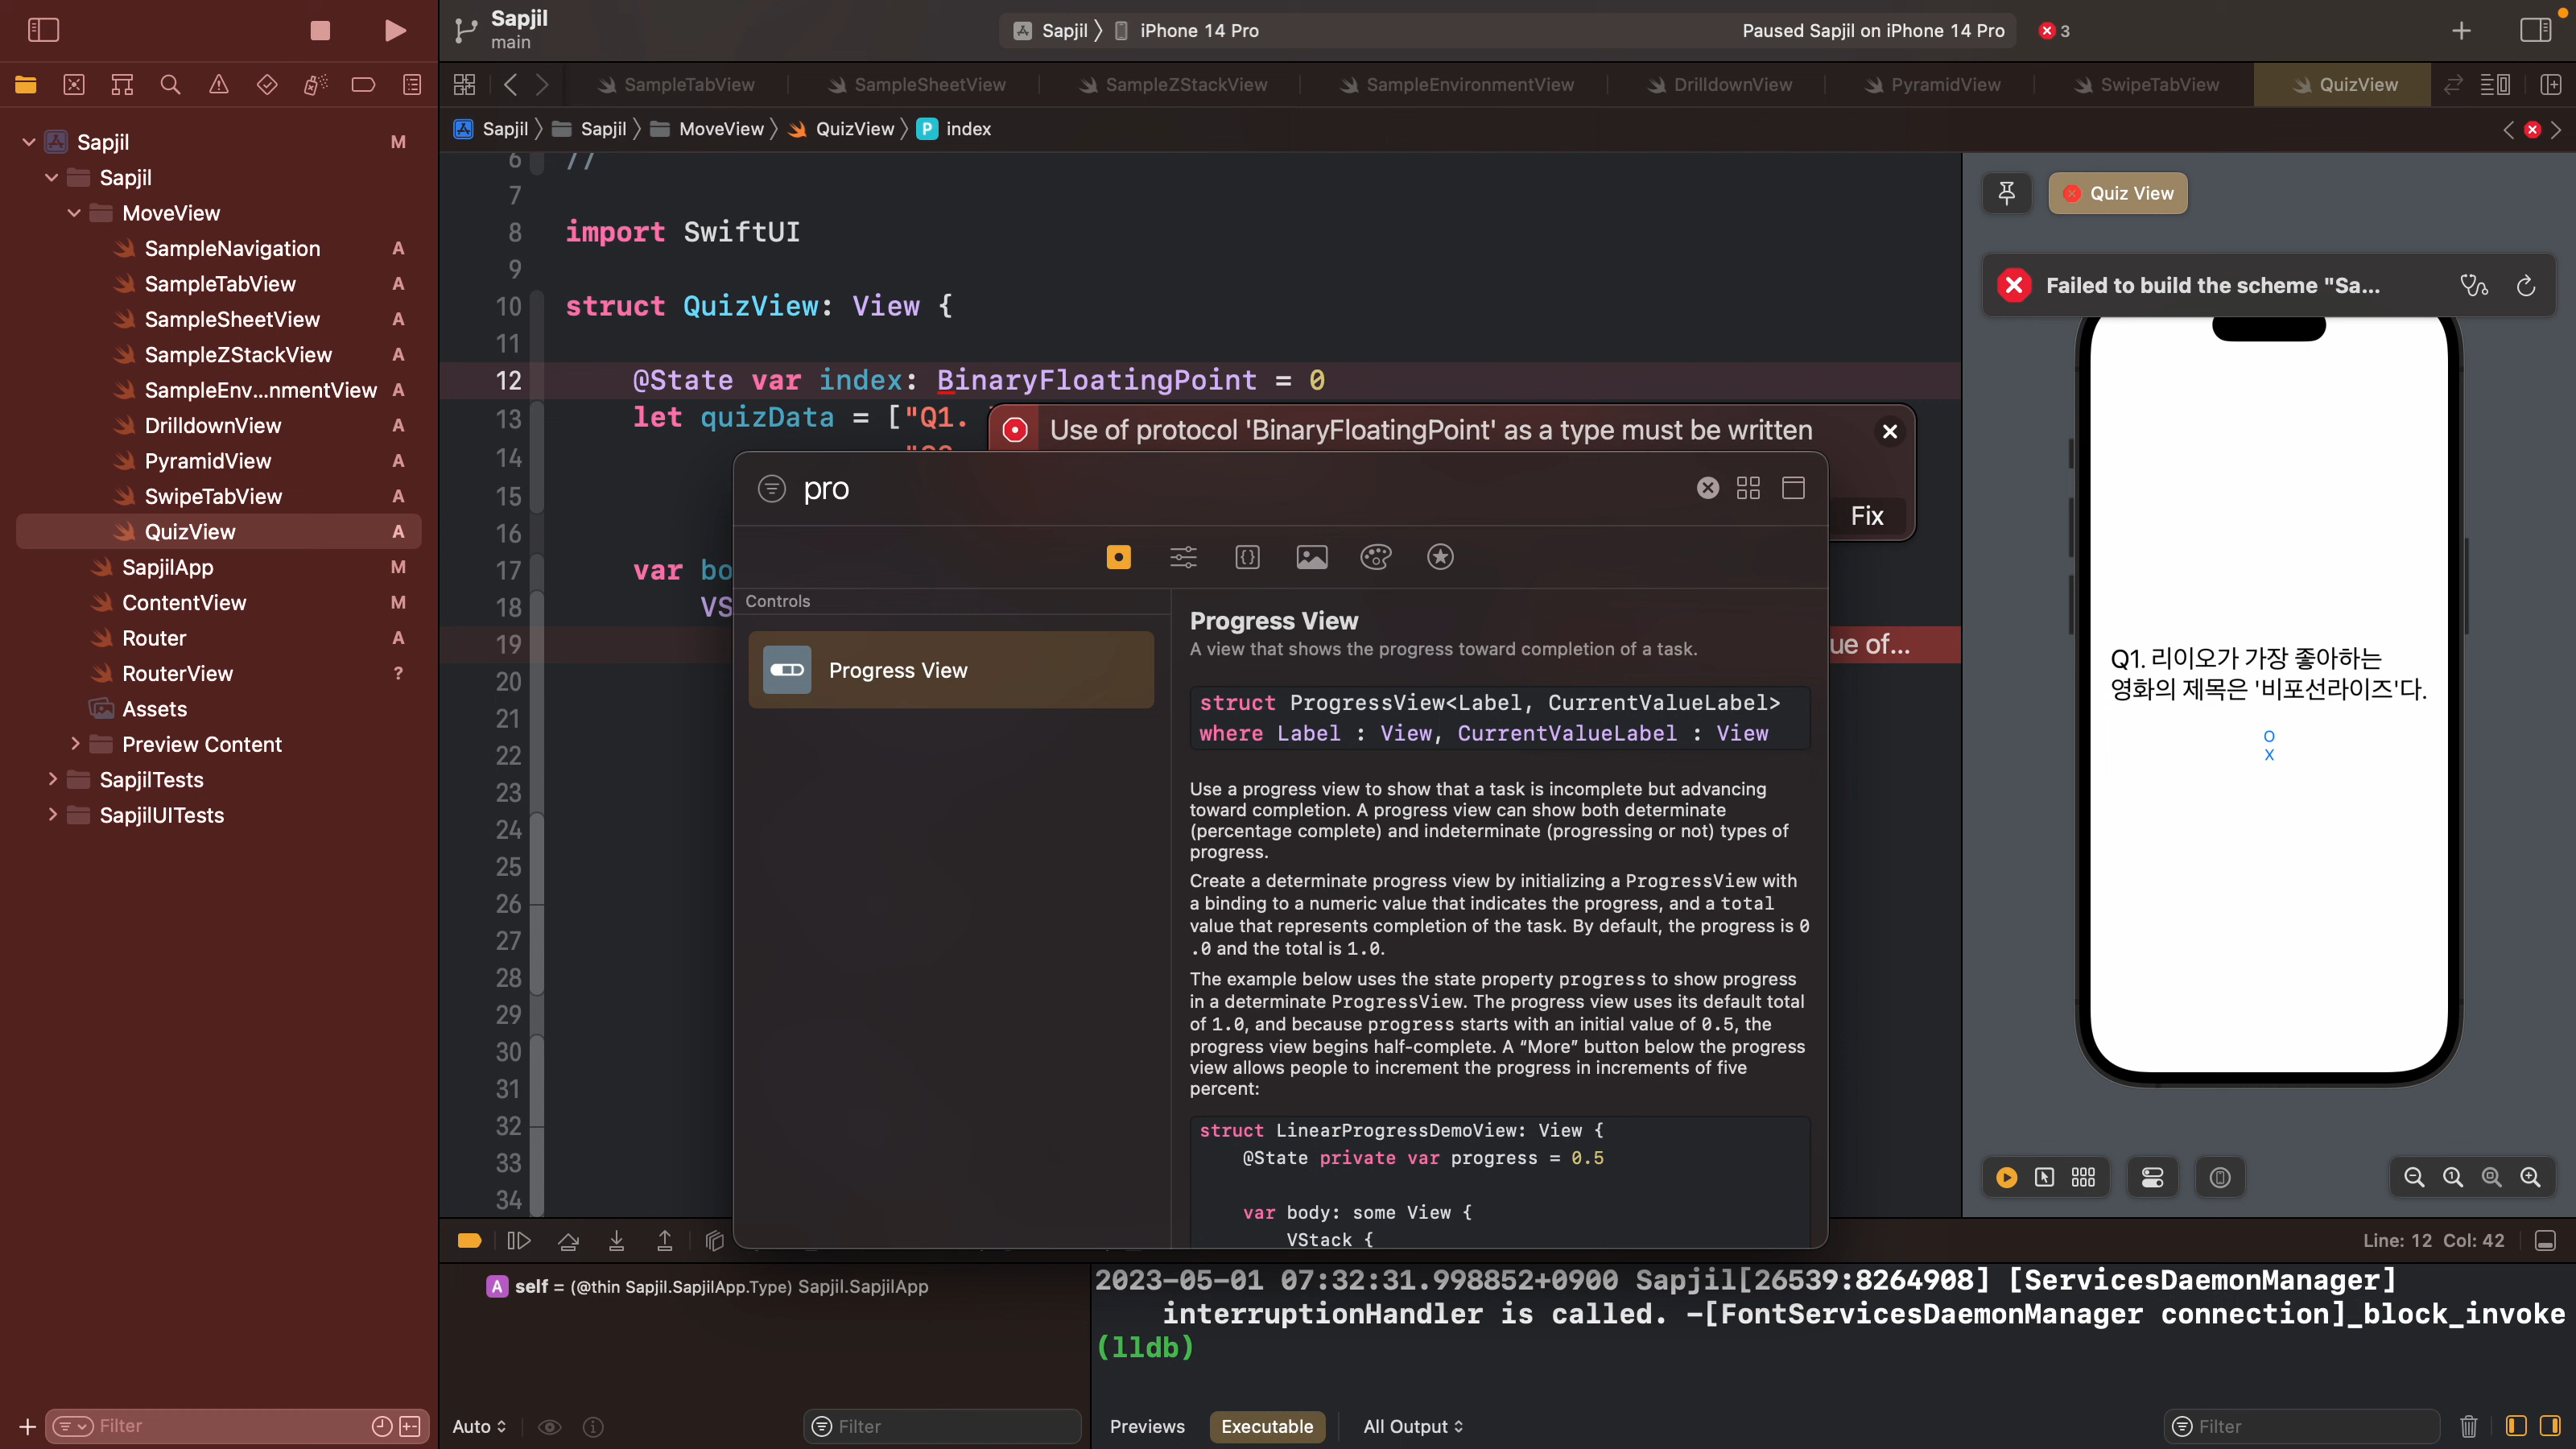 Sapjil
main
Sapjil 〉 iPhone 14 Pro
Paused Sapjil on iPhone 14 Pro
3
SampleTabView
SampleSheetView
SampleZStackView
SampleEnvironmentView
DrilldownView
PyramidView
SwipeTabView
QuizView
Sapjil 〉 Sapjil 〉 MoveView 〉 QuizView 〉 P index
Sapjil M
Sapjil
MoveView
SampleNavigation A
SampleTabView A
SampleSheetView A
SampleZStackView A
SampleEnv...nmentView A
DrilldownView A
PyramidView A
SwipeTabView A
QuizView A
SapjilApp M
ContentView M
Router A
RouterView ?
Assets
Preview Content
SapjilTests
SapjilUITests
Filter
6 //
7
8 import SwiftUI
9
10 struct QuizView: View {
11
12 @State var index: BinaryFloatingPoint = 0
13 let quizData = ["Q1.
14
15
16
17 var bo
18 VS
19
20
21
22
23
24
25
26
27
28
29
30
31
32
33
34
Use of protocol 'BinaryFloatingPoint' as a type must be written
Fix
ue of...
pro
Controls
Progress View
Progress View
A view that shows the progress toward completion of a task.
struct ProgressView<Label, CurrentValueLabel>
where Label : View, CurrentValueLabel : View
Use a progress view to show that a task is incomplete but advancing
toward completion. A progress view can show both determinate
(percentage complete) and indeterminate (progressing or not) types of
progress.
Create a determinate progress view by initializing a ProgressView with
a binding to a numeric value that indicates the progress, and a total
value that represents completion of the task. By default, the progress is 0
.0 and the total is 1.0.
The example below uses the state property progress to show progress
in a determinate ProgressView. The progress view uses its default total
of 1.0, and because progress starts with an initial value of 0.5, the
progress view begins half-complete. A “More” button below the progress
view allows people to increment the progress in increments of five
percent:
struct LinearProgressDemoView: View {
@State private var progress = 0.5
var body: some View {
VStack {
Quiz View
Failed to build the scheme "Sa...
Q1. 리이오가 가장 좋아하는
영화의 제목은 '비포선라이즈'다.
O
X
Line: 12 Col: 42
A self = (@thin Sapjil.SapjilApp.Type) Sapjil.SapjilApp
2023-05-01 07:32:31.998852+0900 Sapjil[26539:8264908] [ServicesDaemonManager]
interruptionHandler is called. -[FontServicesDaemonManager connection]_block_invoke
(lldb)
Auto
Filter
Previews
Executable
All Output
Filter